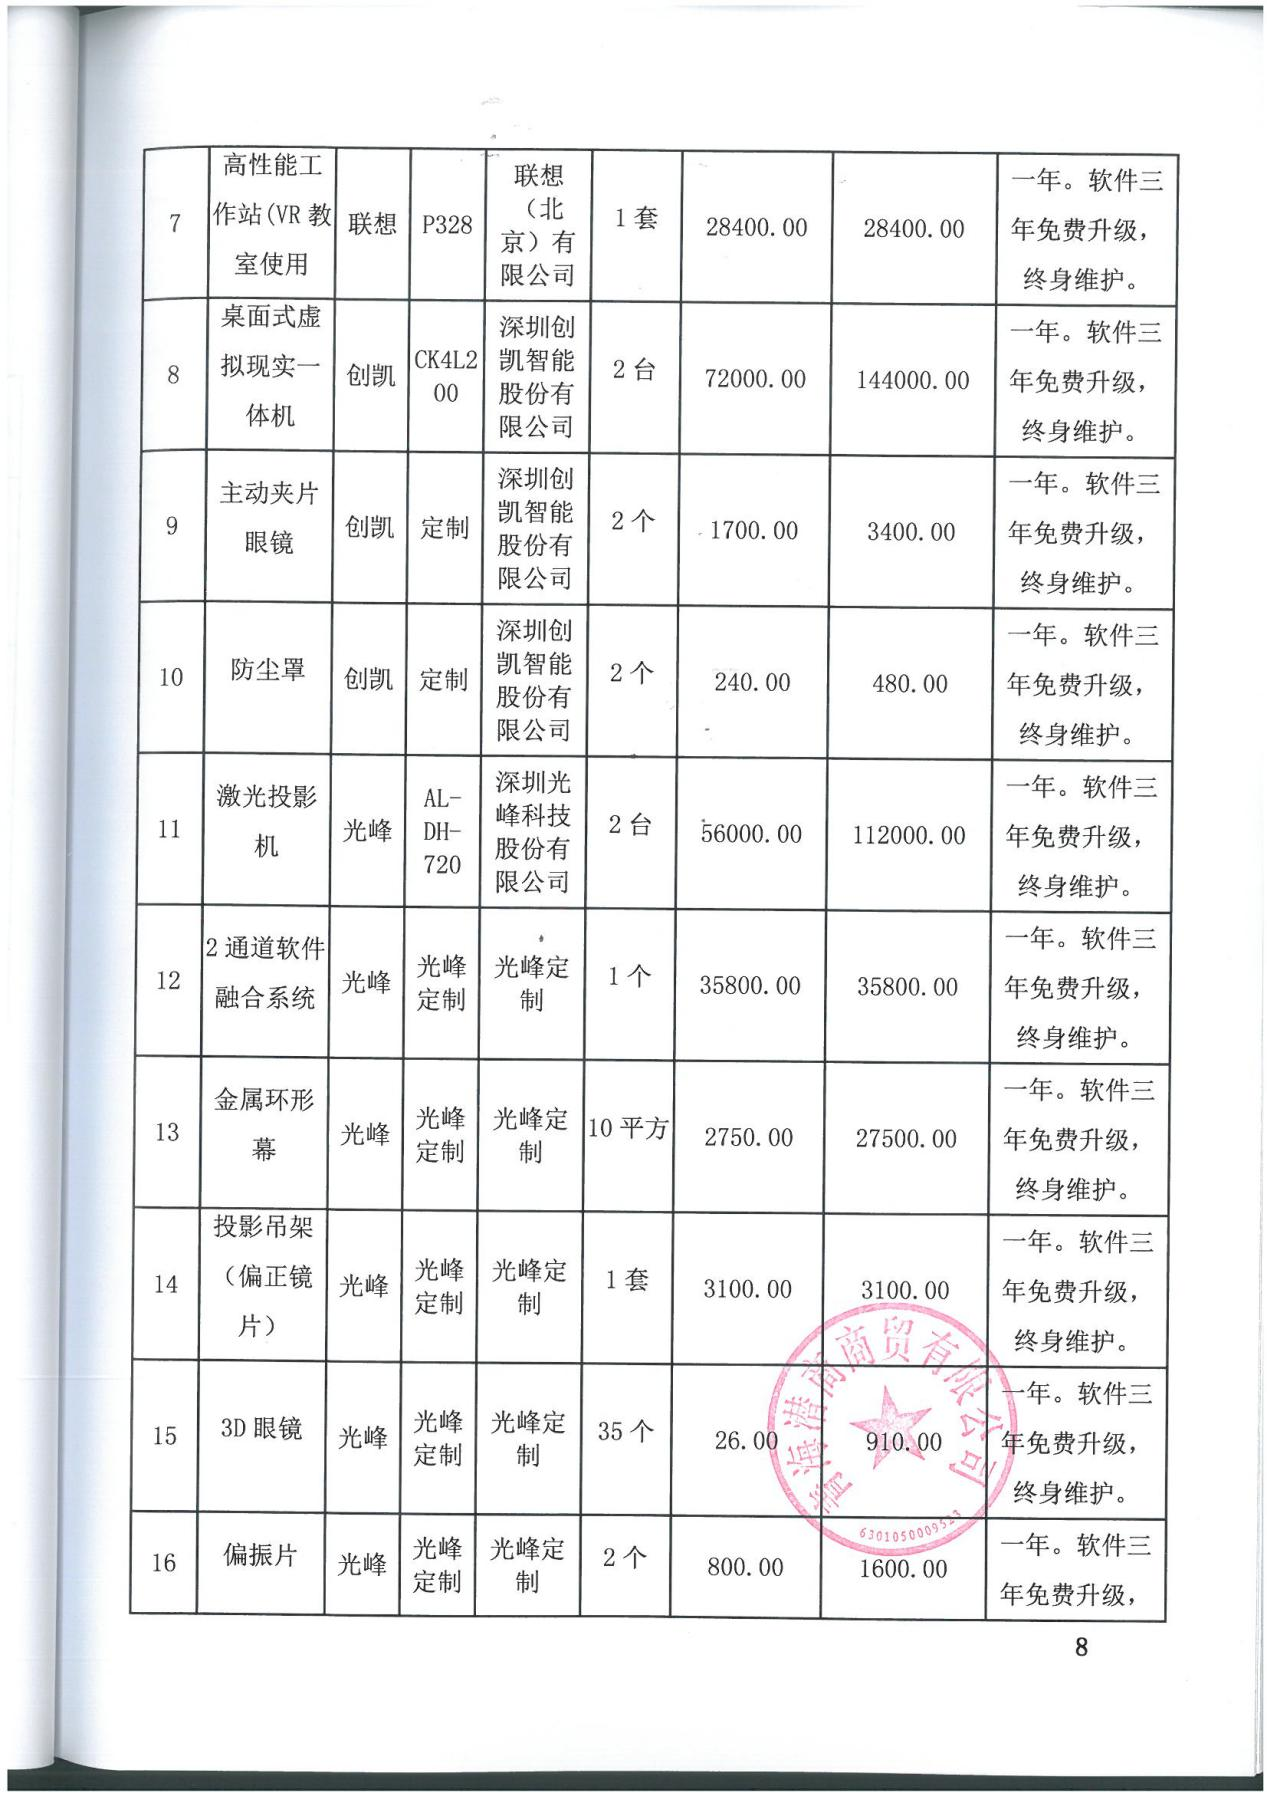 7
高性能工
作站(VR教
室使用
联想
P328
联想
（北
京）有
限公司
1套
28400.00
28400.00
一年。软件三
年免费升级，
终身维护。
8
桌面式虚
拟现实一
体机
创凯
CK4L2
00
深圳创
凯智能
股份有
限公司
2台
72000.00
144000.00
一年。软件三
年免费升级，
终身维护。
9
主动夹片
眼镜
创凯
定制
深圳创
凯智能
股份有
限公司
2个
1700.00
3400.00
一年。软件三
年免费升级，
终身维护。
10
防尘罩
创凯
定制
深圳创
凯智能
股份有
限公司
2个
240.00
480.00
一年。软件三
年免费升级，
终身维护。
11
激光投影
机
光峰
AL-
DH-
720
深圳光
峰科技
股份有
限公司
2台
56000.00
112000.00
一年。软件三
年免费升级，
终身维护。
12
2通道软件
融合系统
光峰
光峰
定制
光峰定
制
1个
35800.00
35800.00
一年。软件三
年免费升级，
终身维护。
13
金属环形
幕
光峰
光峰
定制
光峰定
制
10平方
2750.00
27500.00
一年。软件三
年免费升级，
终身维护。
14
投影吊架
（偏正镜
片）
光峰
光峰
定制
光峰定
制
1套
3100.00
3100.00
一年。软件三
年免费升级，
终身维护。
15
3D眼镜
光峰
光峰
定制
光峰定
制
35个
26.00
910.00
一年。软件三
年免费升级，
终身维护。
16
偏振片
光峰
光峰
定制
光峰定
制
2个
800.00
1600.00
一年。软件三
年免费升级，
青海浩商商贸有限公司
6301050009523
8